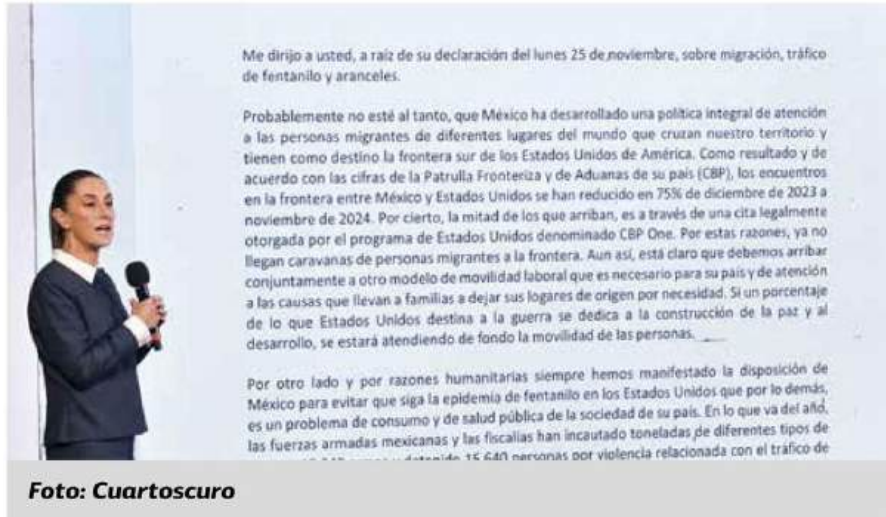 Me dirijo a usted, a raíz de su declaración del lunes 25 de noviembre, sobre migración, tráfico
de fentanilo y aranceles.
Probablemente no esté al tanto, que México ha desarrollado una política integral de atención
a las personas migrantes de diferentes lugares del mundo que cruzan nuestro territorio y
tienen como destino la frontera sur de los Estados Unidos de América. Como resultado y de
acuerdo con las cifras de la Patrulla Fronteriza y de Aduanas de su país (CBP), los encuentros
en la frontera entre México y Estados Unidos se han reducido en 75% de diciembre de 2023 a
noviembre de 2024. Por cierto, la mitad de los que arriban, es a través de una cita legalmente
otorgada por el programa de Estados Unidos denominado CBP One. Por estas razones, ya no
llegan caravanas de personas migrantes a la frontera. Aun así, está claro que debemos arribar
conjuntamente a otro modelo de movilidad laboral que es necesario para su país y de atención
a las causas que llevan a familias a dejar sus logares de origen por necesidad. Si un porcentaje
de lo que Estados Unidos destina a la guerra se dedica a la construcción de la paz y al
desarrollo, se estará atendiendo de fondo la movilidad de las personas.
Por otro lado y por razones humanitarias siempre hemos manifestado la disposición de
México para evitar que siga la epidemia de fentanilo en los Estados Unidos que por lo demás,
es un problema de consumo y de salud pública de la sociedad de su país. En lo que va del año,
las fuerzas armadas mexicanas y las fiscalías han incautado toneladas de diferentes tipos de
15,640 personas por violencia relacionada con el tráfico de
Foto: Cuartoscuro